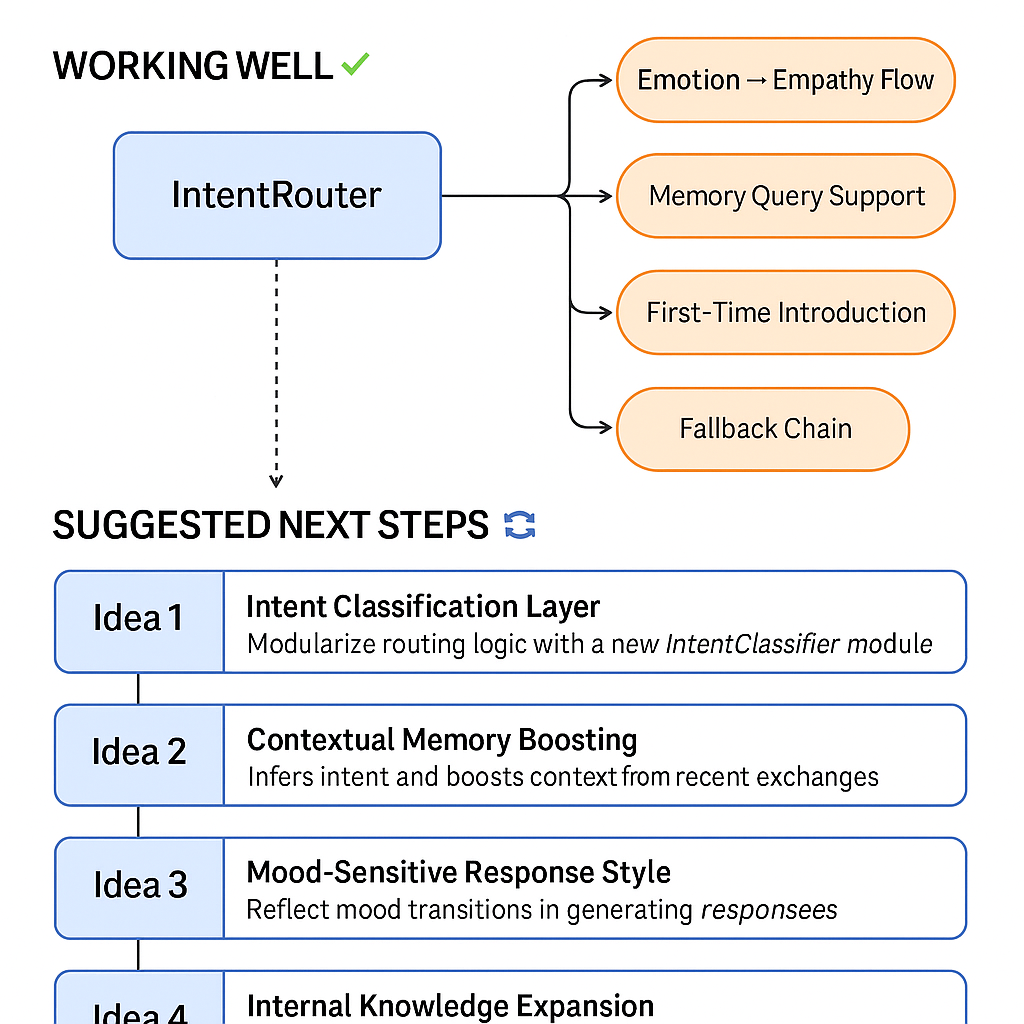 WORKING WELL ✓
Emotion → Empathy Flow
IntentRouter
Memory Query Support
First-Time Introduction
Fallback Chain
SUGGESTED NEXT STEPS
Idea 1
Intent Classification Layer
Modularize routing logic with a new IntentClassifier module
Idea 2
Contextual Memory Boosting
Infers intent and boosts context from recent exchanges
Idea 3
Mood-Sensitive Response Style
Reflect mood transitions in generating responsees
Idea 4
Internal Knowledge Expansion